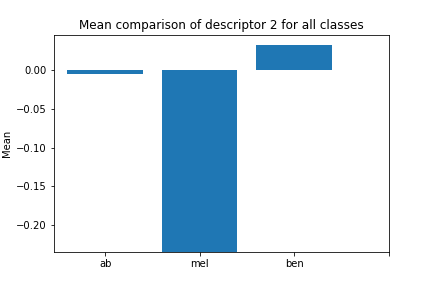 Mean comparison of descriptor 2 for all classes
Mean
0.00
−0.05
−0.10
−0.15
−0.20
ab mel ben